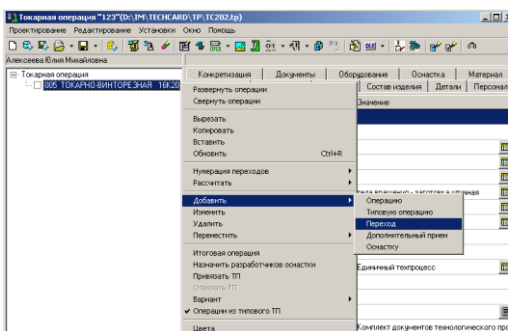 Токарная операция "123"(D:\IM\TECHCARD\TP\TC202.tp)
Проектирование Редактирование Установки Окно Помощь
Алексеева Юлия Михайловна
Токарная операция
005 ТОКАРНО-ВИНТОРЕЗНАЯ 16К20
Конкретизация Документы Оборудование Оснастка Материал
Состав изделия Детали Персонал
Значение
Развернуть операции
Свернуть операции
Вырезать
Копировать
Вставить
Обновить Ctrl+R
Нумерация переходов
Рассчитать
Добавить
Изменить
Удалить
Перенести
Итоговая операция
Назначить разработчиков оснастки
Привязать ТП
Отвязать ТП
Вариант
Операции из типового ТП
Цвета
Операцию
Типовую операцию
Переход
Дополнительный прием
Оснастку
Единичный техпроцесс
Комплект документов технологического про